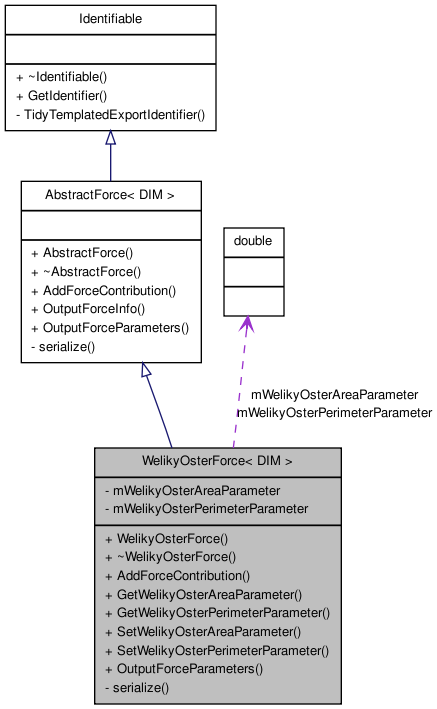 Identifiable
+ ~Identifiable()
+ GetIdentifier()
- TidyTemplatedExportIdentifier()
AbstractForce< DIM >
+ AbstractForce()
+ ~AbstractForce()
+ AddForceContribution()
+ OutputForceInfo()
+ OutputForceParameters()
- serialize()
double
mWelikyOsterAreaParameter
mWelikyOsterPerimeterParameter
WelikyOsterForce< DIM >
- mWelikyOsterAreaParameter
- mWelikyOsterPerimeterParameter
+ WelikyOsterForce()
+ ~WelikyOsterForce()
+ AddForceContribution()
+ GetWelikyOsterAreaParameter()
+ GetWelikyOsterPerimeterParameter()
+ SetWelikyOsterAreaParameter()
+ SetWelikyOsterPerimeterParameter()
+ OutputForceParameters()
- serialize()